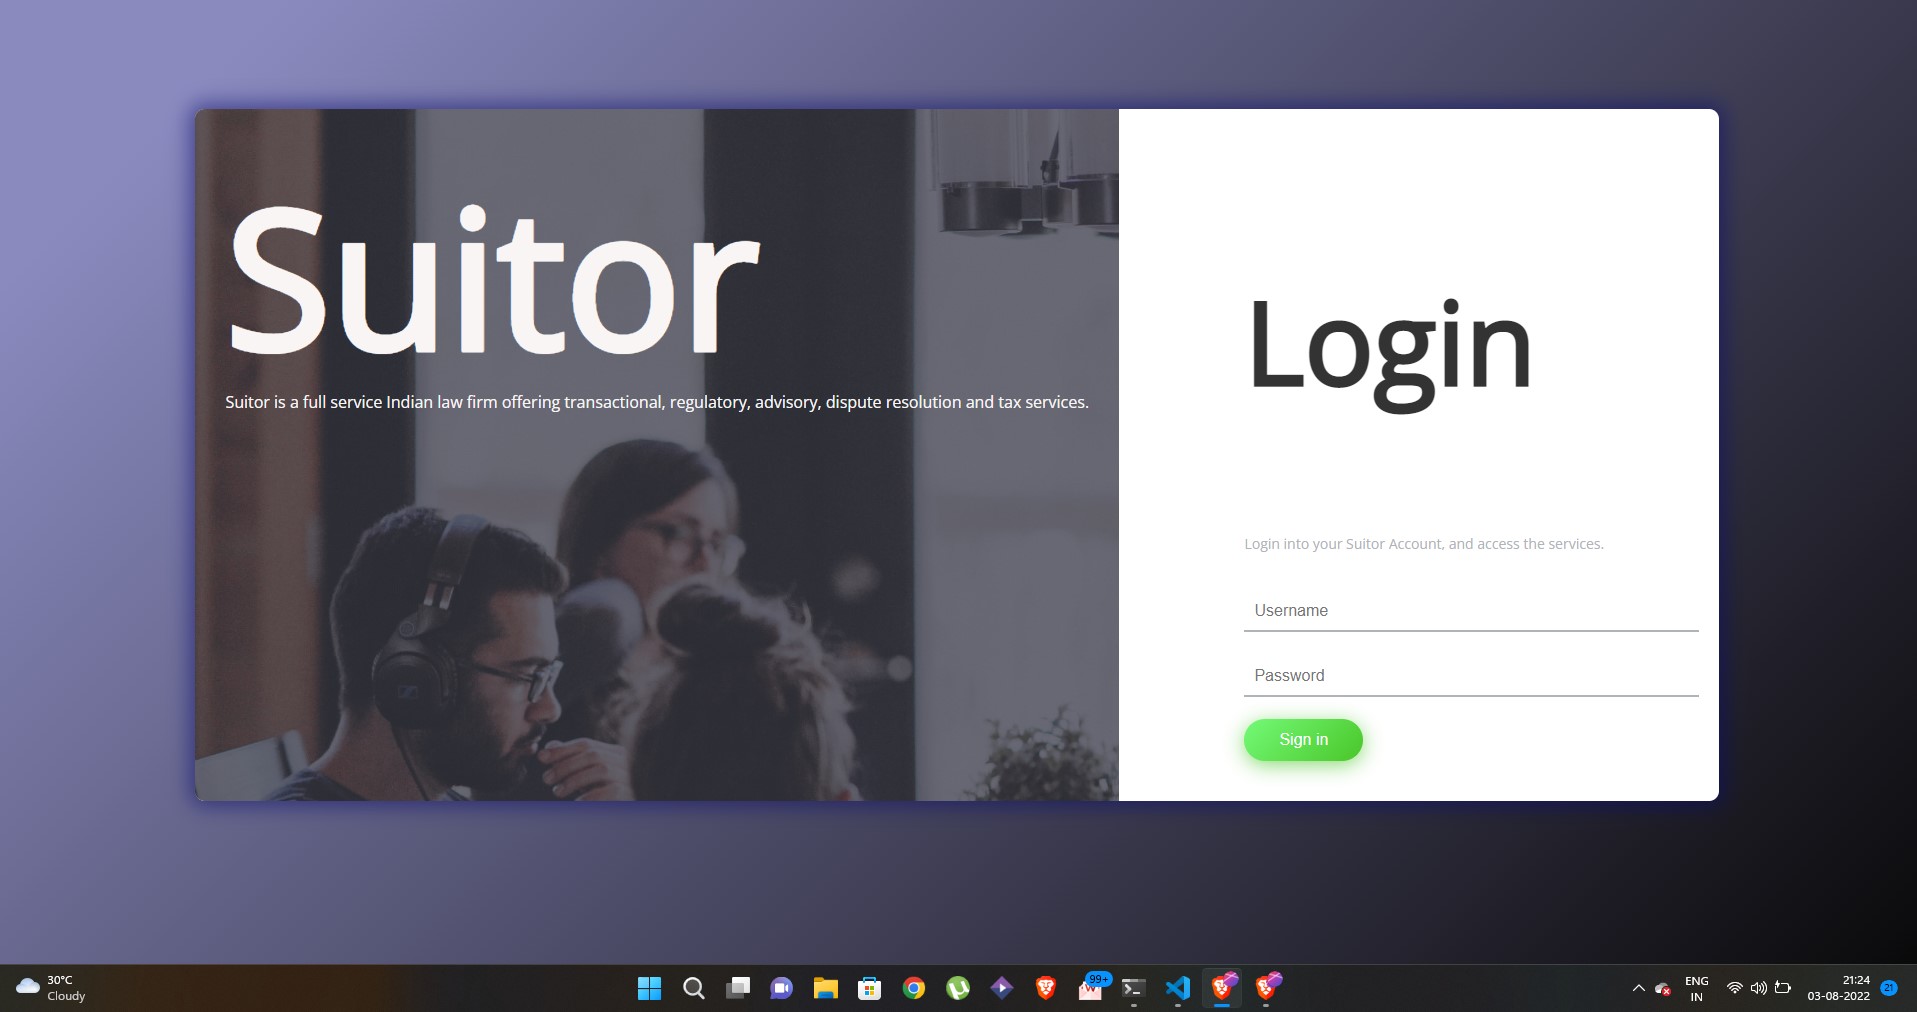 Suitor
Suitor is a full service Indian law firm offering transactional, regulatory, advisory, dispute resolution and tax services.
Login
Login into your Suitor Account, and access the services.
Username
Password
Sign in
30°C
Cloudy
99+
ENG
IN
21:24
03-08-2022
21